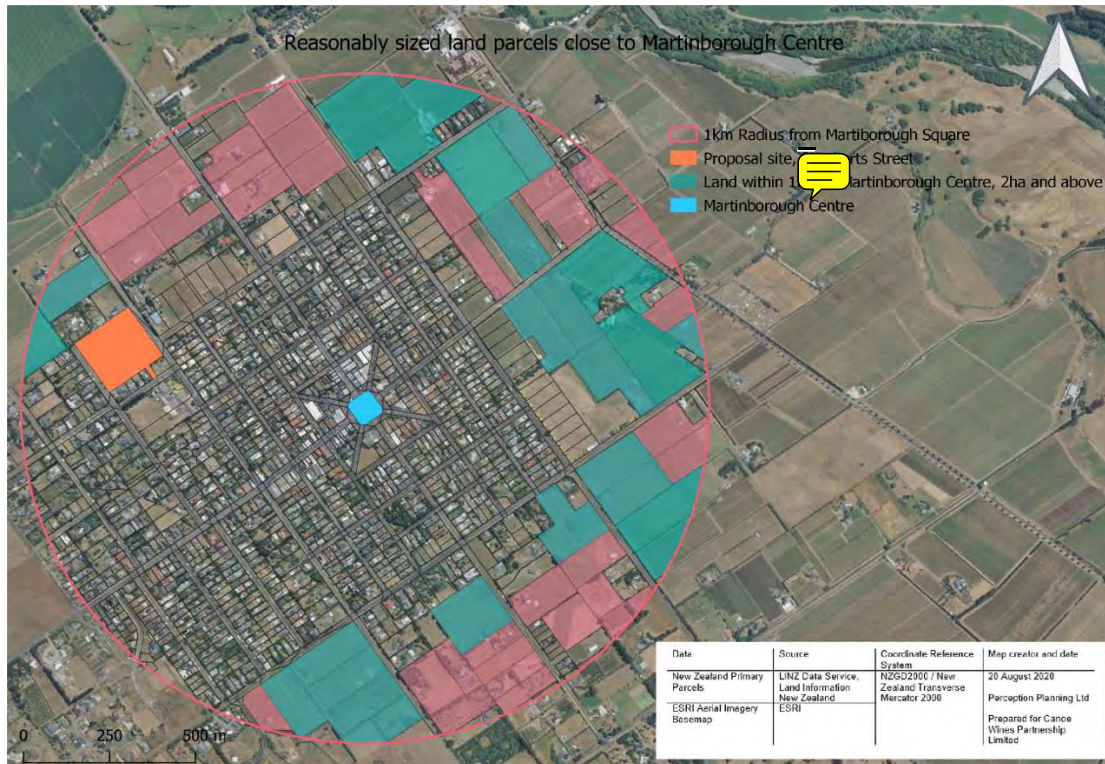 Reasonably sized land parcels close to Martinborough Centre
1km Radius from Martiborough Square
Proposal site, Street
Land within Martinborough Centre, 2ha and above
Martinborough Centre
Data Source Coordinate Reference System Map creator and date
New Zealand Primary Parcels LINZ Data Service, Land Information New Zealand NZGD2000 / New Zealand Transverse Mercator 2000 20 August 2020
Perception Planning Ltd
ESRI Aerial Imagery Basemap ESRI
Prepared for Canoe Wines Partnership Limited
0 250 500 m